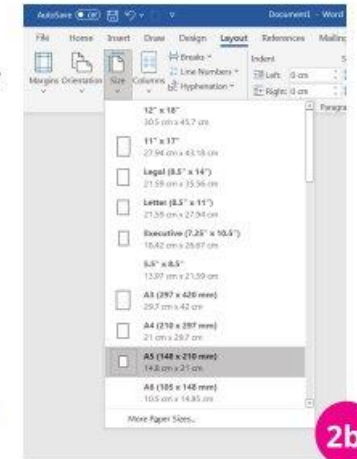 AutoSave Off Document1 - Word
File Home Insert Draw Design Layout References Mailing
Margins Orientation Size Columns Breaks Line Numbers Hyphenation
Indent
Left: 0 cm
Right: 0 cm
Paragra
12" x 18"
30.5 cm x 45.7 cm
11" x 17"
27.94 cm x 43.18 cm
Legal (8.5" x 14")
21.59 cm x 35.56 cm
Letter (8.5" x 11")
21.59 cm x 27.94 cm
Executive (7.25" x 10.5")
18.42 cm x 26.67 cm
5.5" x 8.5"
13.97 cm x 21.59 cm
A3 (297 x 420 mm)
29.7 cm x 42 cm
A4 (210 x 297 mm)
21 cm x 29.7 cm
A5 (148 x 210 mm)
14.8 cm x 21 cm
A6 (105 x 148 mm)
10.5 cm x 14.85 cm
More Paper Sizes...
2b